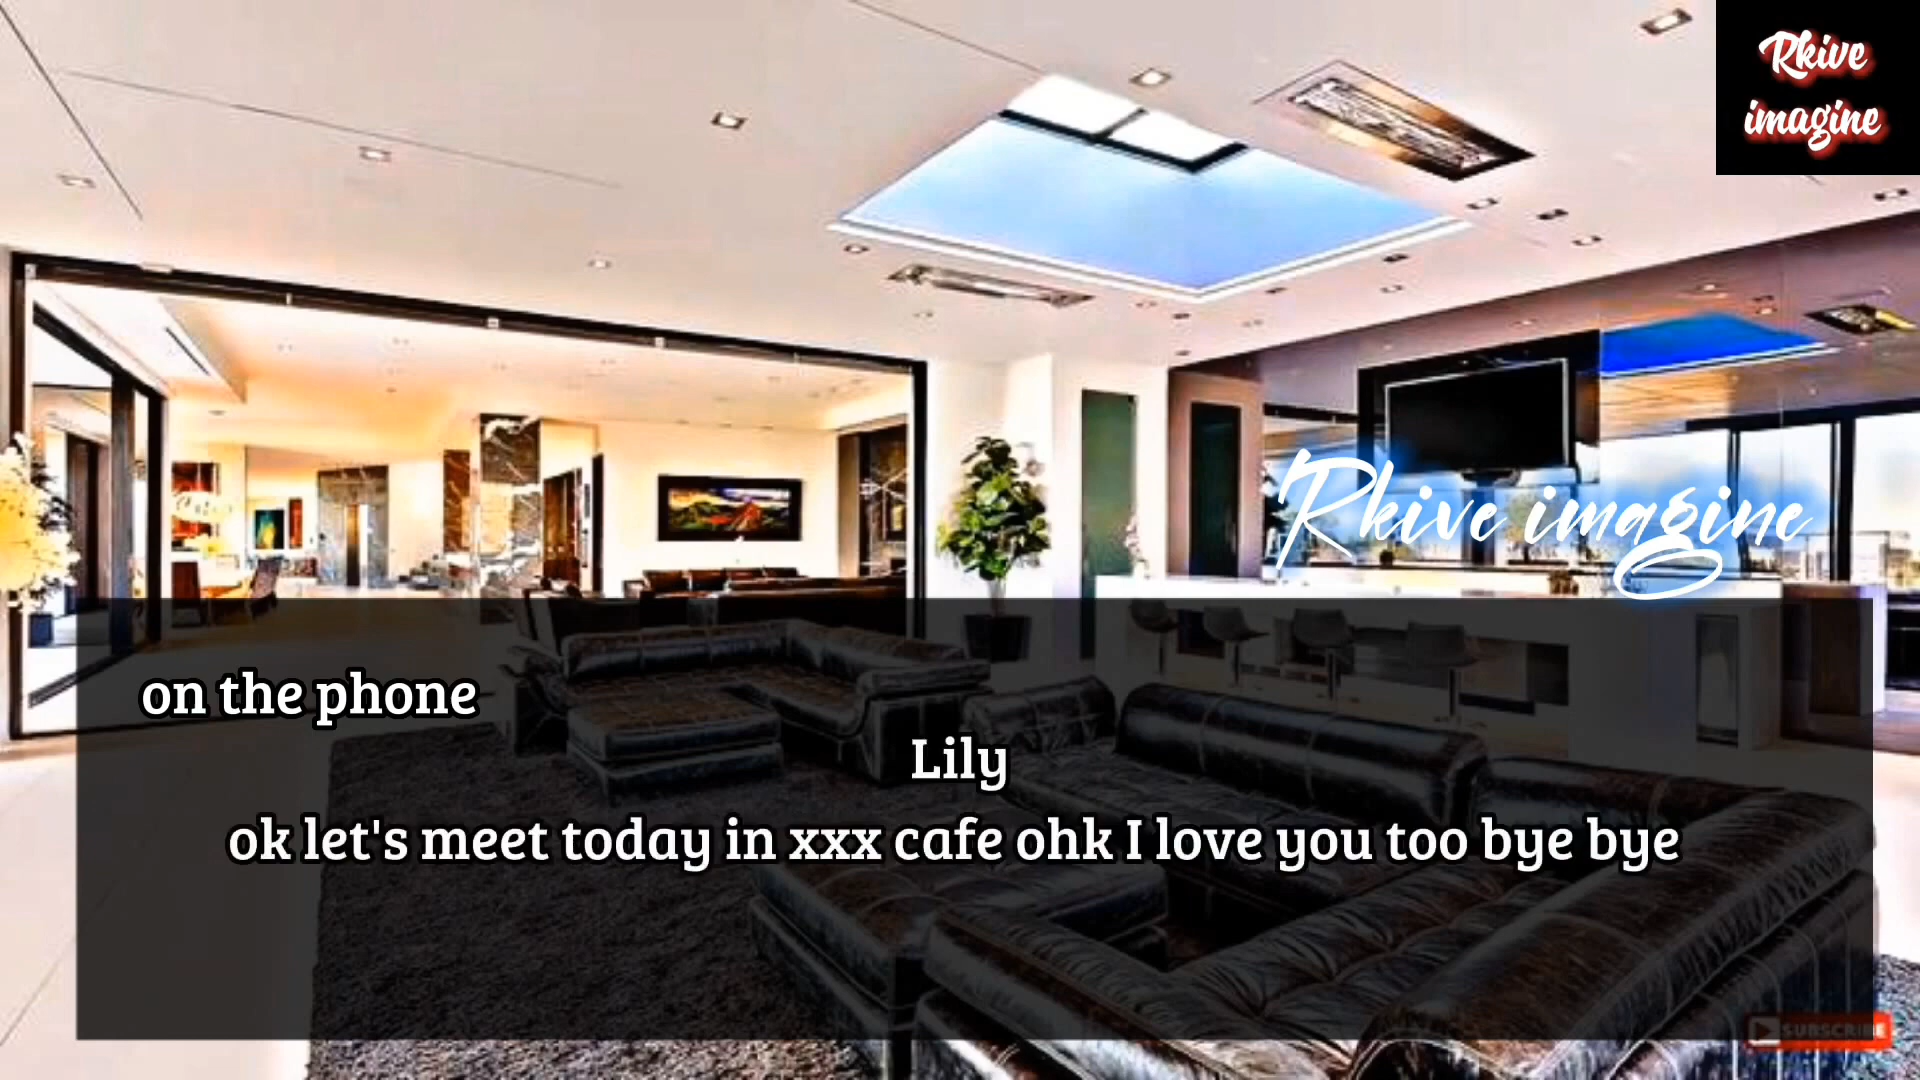 Rkive
imagine
Rkive imagine
on the phone
Lily
ok let's meet today in xxx cafe ohk I love you too bye bye
SUBSCRIBE